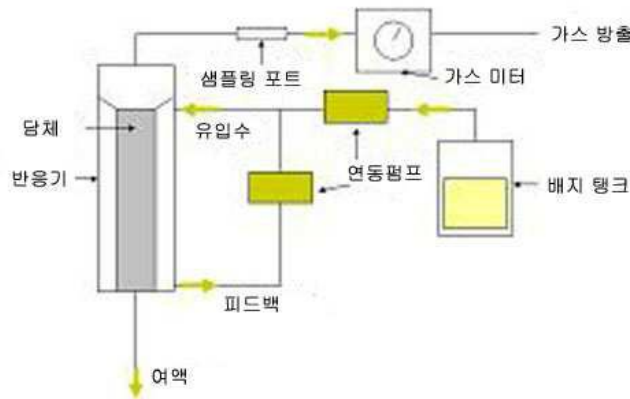 가스 방출
샘플링 포트
가스 미터
당체
유입수
반응기
연동펌프
배지 탱크
피드백
여액